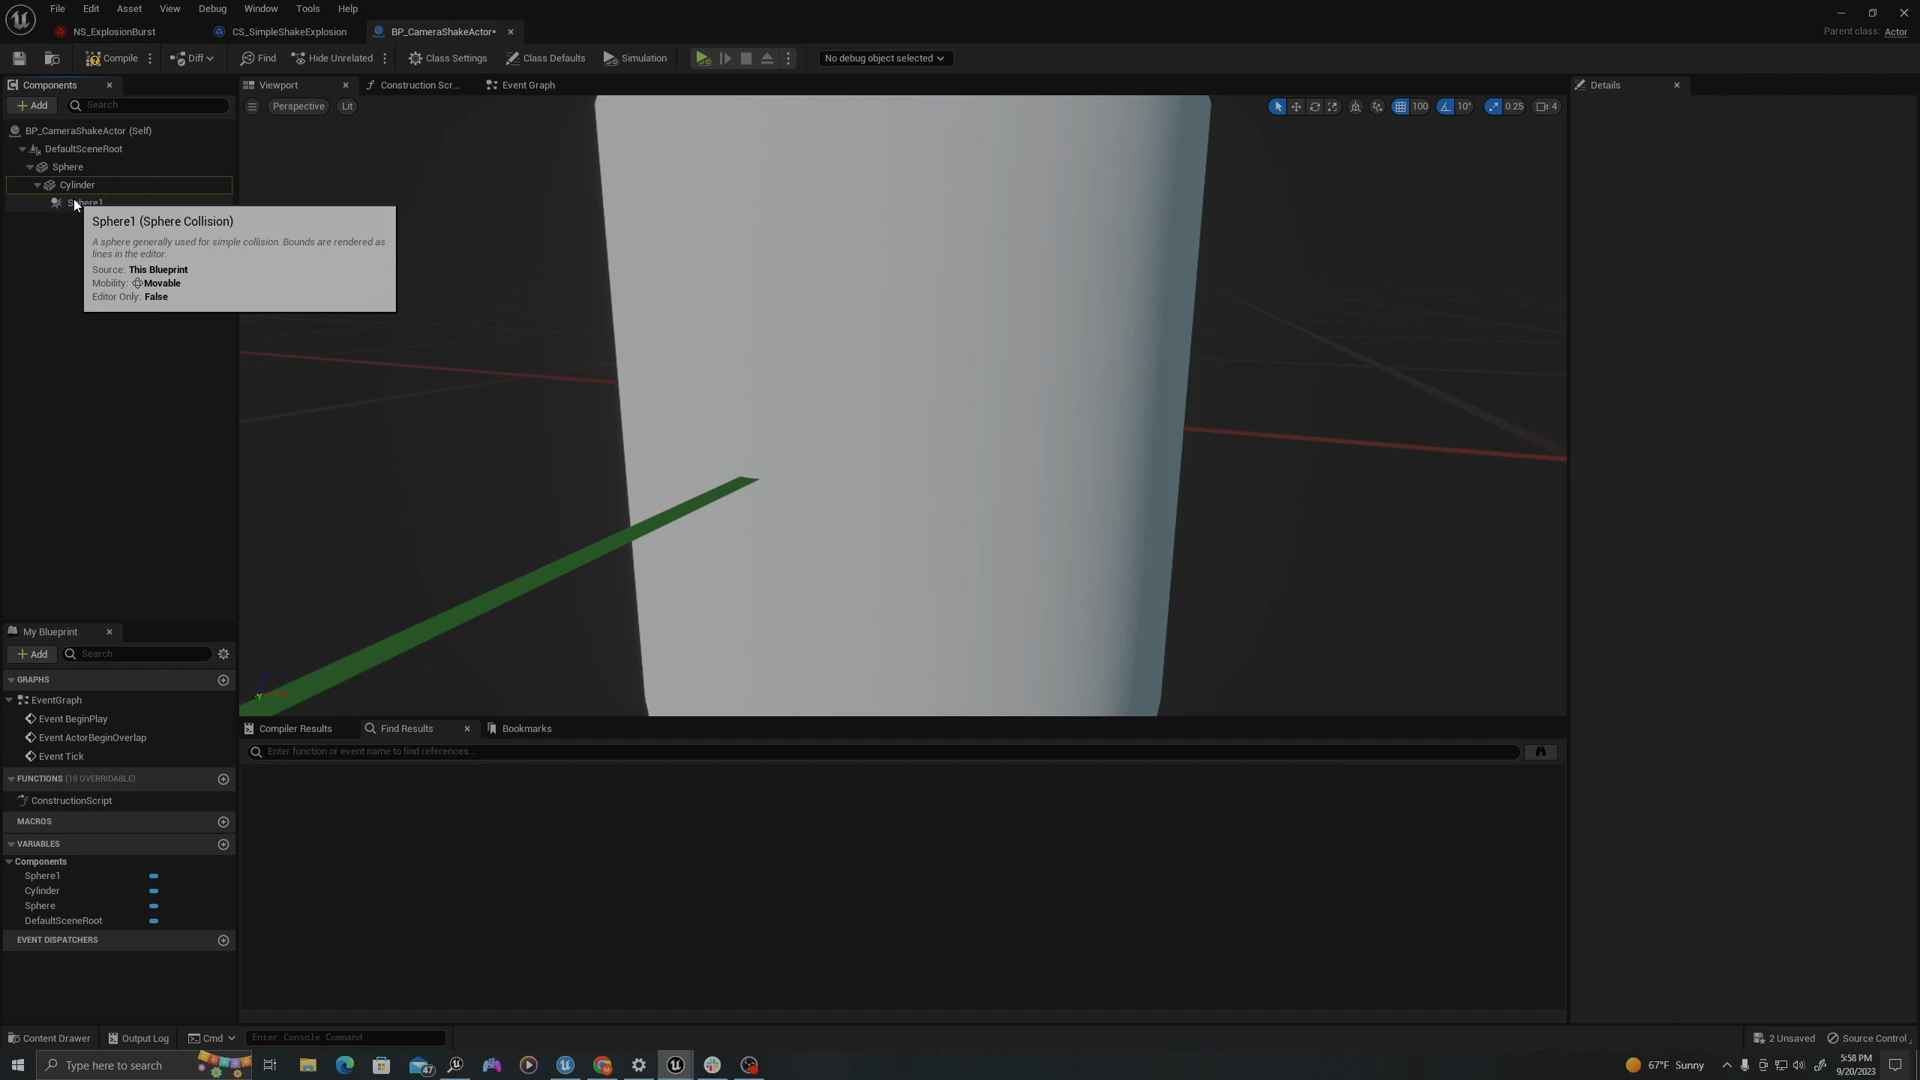 File Edit Asset View Debug Window Tools Help
NS_ExplosionBurst CS_SimpleShakeExplosion BP_CameraShakeActor•
Parent class: Actor
Compile Diff Find Hide Unrelated Class Settings Class Defaults Simulation No debug object selected
Components
Viewport Construction Scr... Event Graph
Details
Add Search
Perspective Lit
100 10° 0.25 4
BP_CameraShakeActor (Self)
DefaultSceneRoot
Sphere
Cylinder
Sphere1
Sphere1 (Sphere Collision)
A sphere generally used for simple collision. Bounds are rendered as
lines in the editor.
Source: This Blueprint
Mobility: Movable
Editor Only: False
My Blueprint
Add Search
GRAPHS
EventGraph
Event BeginPlay
Event ActorBeginOverlap
Event Tick
FUNCTIONS (19 OVERRIDABLE)
ConstructionScript
MACROS
VARIABLES
Components
Sphere1
Cylinder
Sphere
DefaultSceneRoot
EVENT DISPATCHERS
Compiler Results Find Results Bookmarks
Enter function or event name to find references...
Content Drawer Output Log Cmd Enter Console Command
2 Unsaved Source Control
Type here to search
47
67°F Sunny
5:58 PM
9/20/2023